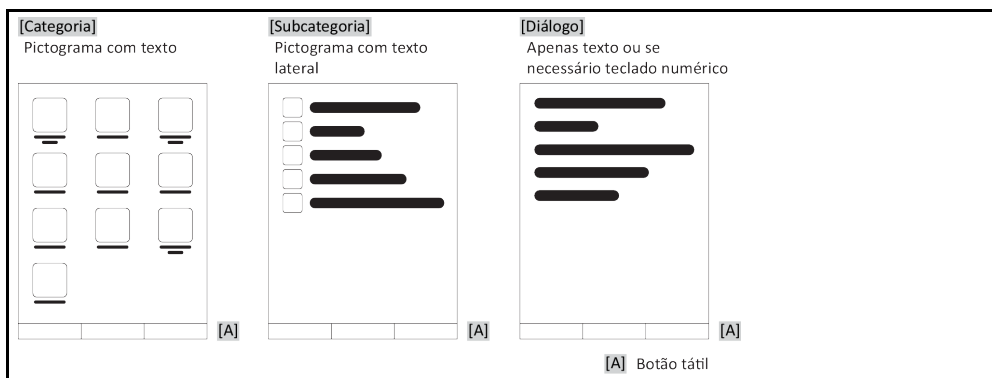 [Categoria]
Pictograma com texto
[Subcategoria]
Pictograma com texto
lateral
[Diálogo]
Apenas texto ou se
necessário teclado numérico
[A]
[A]
[A]
[A] Botão tátil